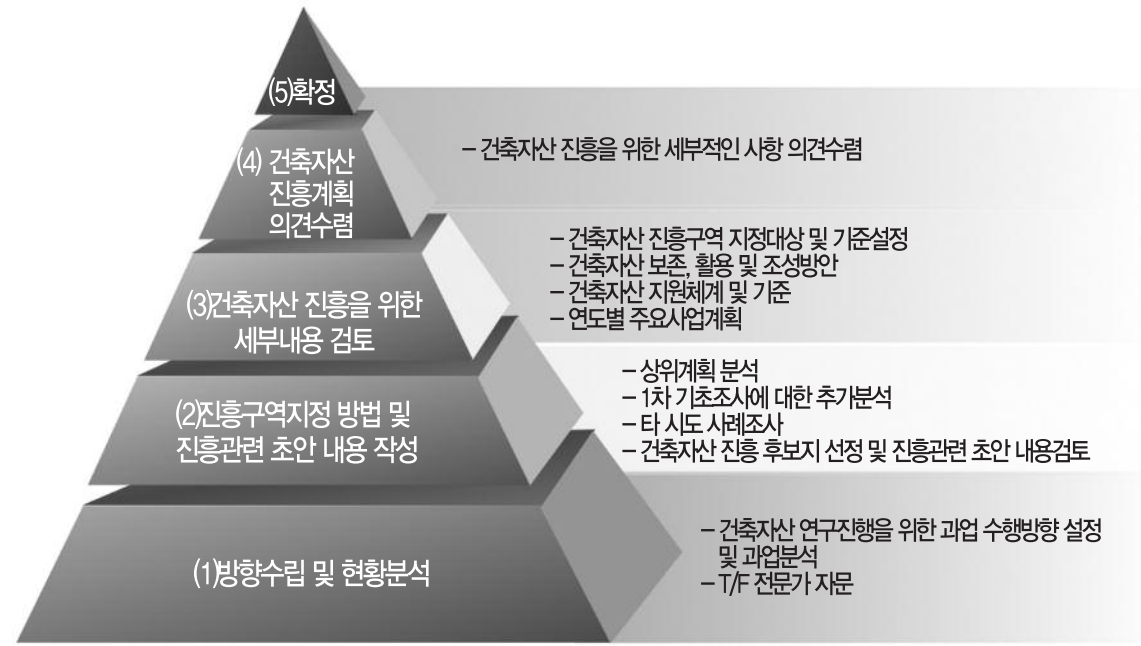 (5)확정
(4) 건축자산
진흥계획
의견수렴
– 건축자산 진흥을 위한 세부적인 사항 의견수렴
(3)건축자산 진흥을 위한
세부내용 검토
– 건축자산 진흥구역 지정대상 및 기준설정
– 건축자산 보존, 활용 및 조성방안
– 건축자산 지원체계 및 기준
– 연도별 주요사업계획
(2)진흥구역지정 방법 및
진흥관련 초안 내용 작성
– 상위계획 분석
– 1차 기초조사에 대한 추가분석
– 타 시도 사례조사
– 건축자산 진흥 후보지 선정 및 진흥관련 초안 내용검토
(1)방향수립 및 현황분석
– 건축자산 연구진행을 위한 과업 수행방향 설정
및 과업분석
– T/F 전문가 자문